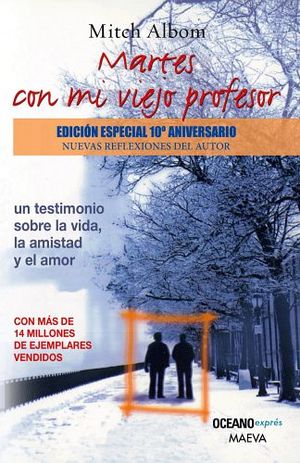 Mitch Albom
Martes
con mi viejo profesor
EDICIÓN ESPECIAL 10º ANIVERSARIO
NUEVAS REFLEXIONES DEL AUTOR
un testimonio
sobre la vida,
la amistad
y el amor
CON MÁS DE
14 MILLONES
DE EJEMPLARES
VENDIDOS
OCEANO exprés
MAEVA